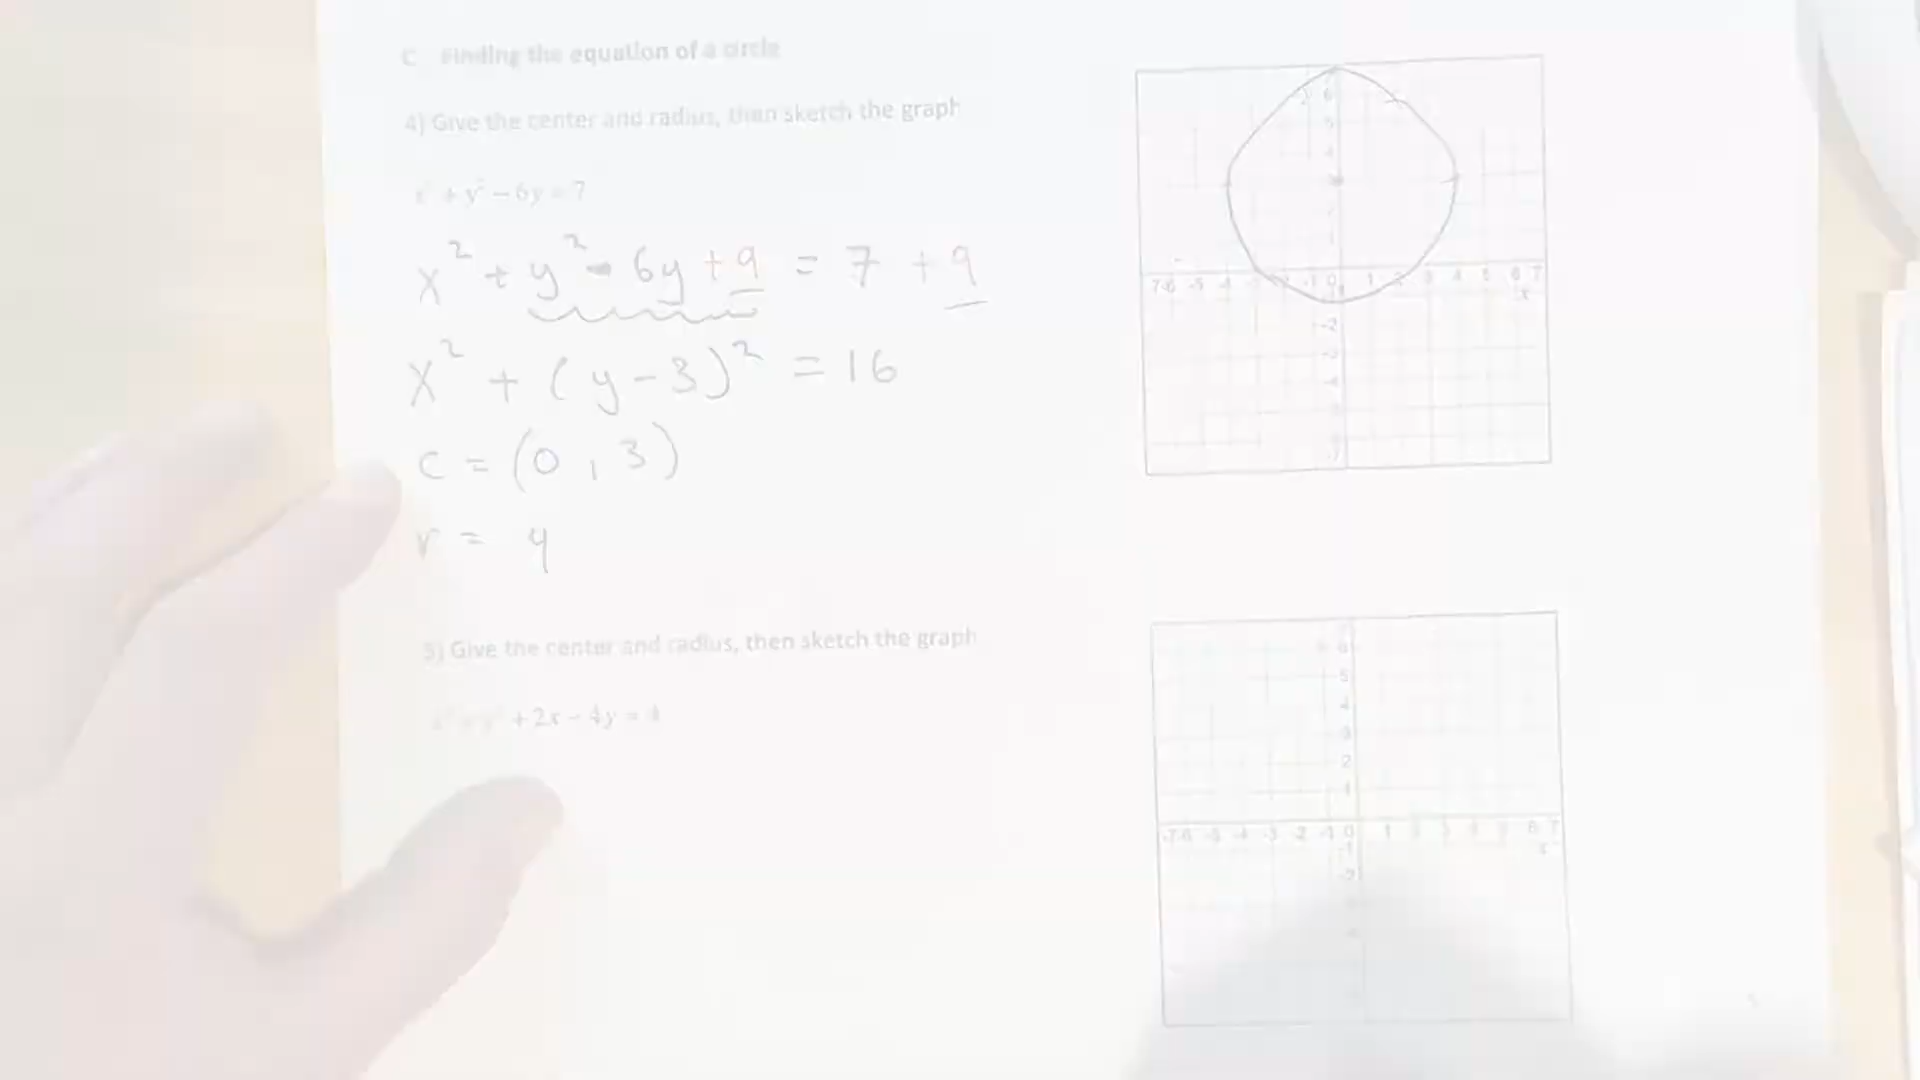 C Finding the equation of a circle
4) Give the center and radius, then sketch the graph
+ y² – 6y = 7
x² + y² - 6y + 9 = 7 + 9
x² + (y - 3)² = 16
c = (0, 3)
r = 4
5) Give the center and radius, then sketch the graph
+ 2x – 4y = 4